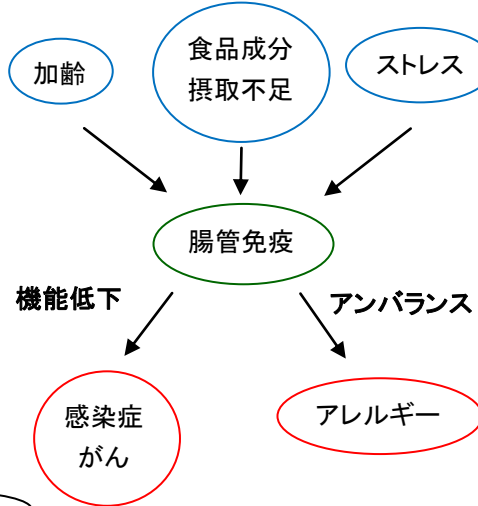 加齢
食品成分
摂取不足
ストレス
腸管免疫
機能低下
アンバランス
感染症
がん
アレルギー